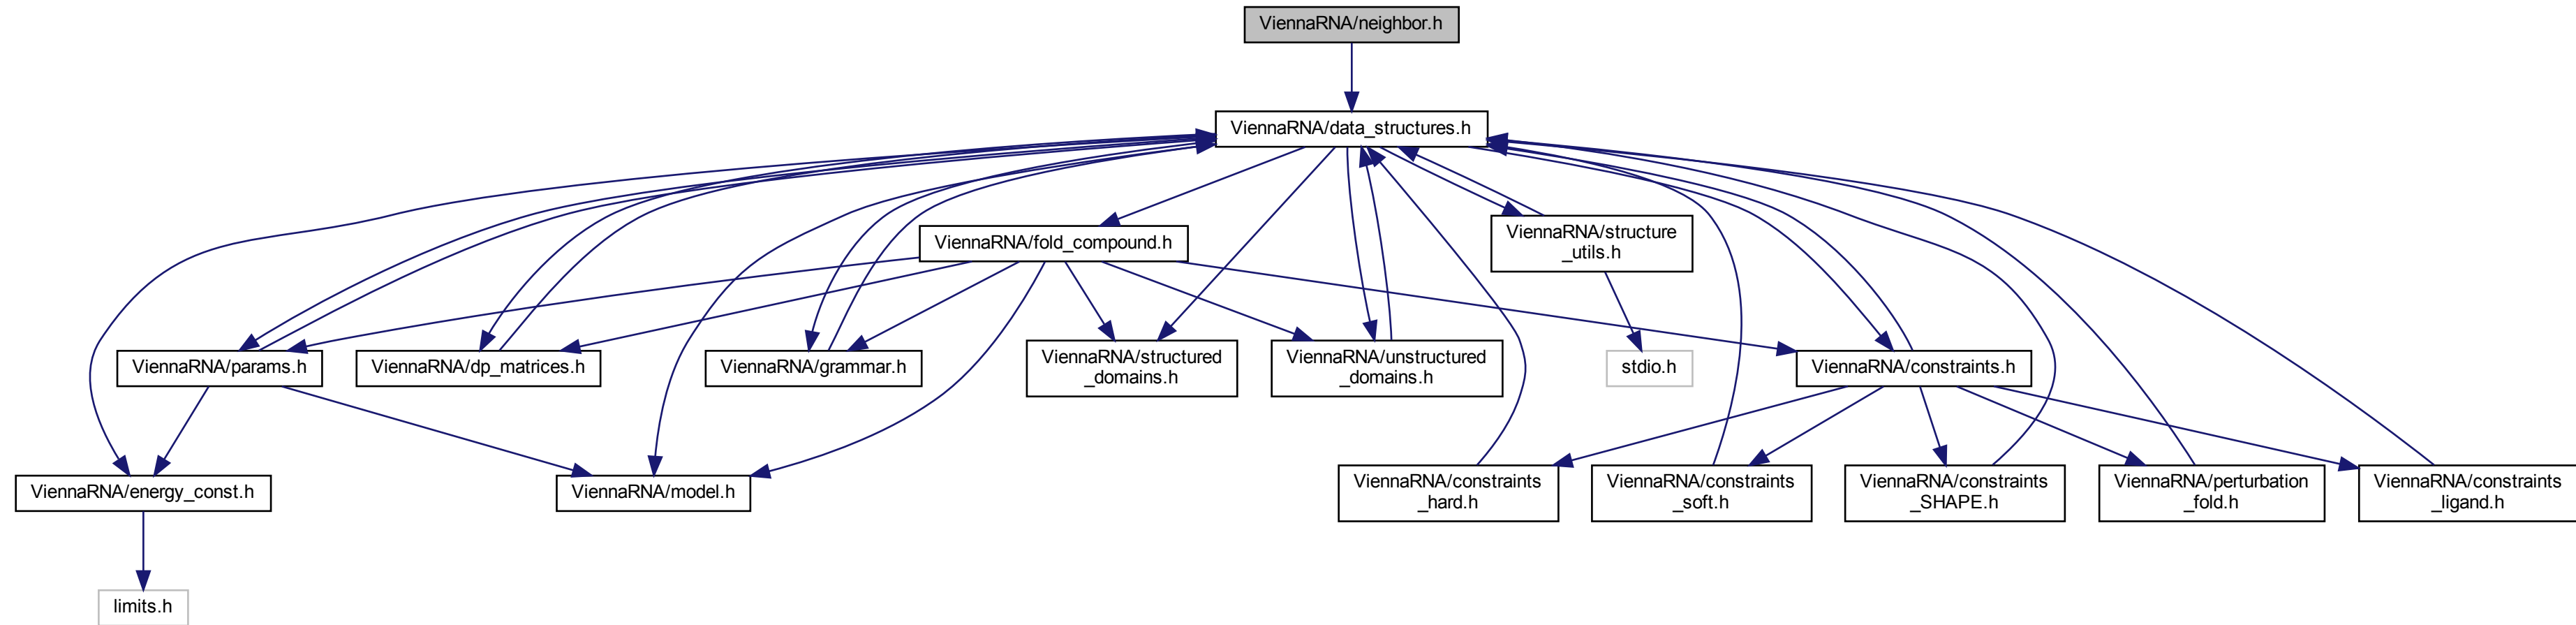 ViennaRNA/neighbor.h
ViennaRNA/data_structures.h
ViennaRNA/fold_compound.h
ViennaRNA/structure
_utils.h
ViennaRNA/params.h
ViennaRNA/dp_matrices.h
ViennaRNA/grammar.h
ViennaRNA/structured
_domains.h
ViennaRNA/unstructured
_domains.h
stdio.h
ViennaRNA/constraints.h
ViennaRNA/energy_const.h
ViennaRNA/model.h
ViennaRNA/constraints
_hard.h
ViennaRNA/constraints
_soft.h
ViennaRNA/constraints
_SHAPE.h
ViennaRNA/perturbation
_fold.h
ViennaRNA/constraints
_ligand.h
limits.h